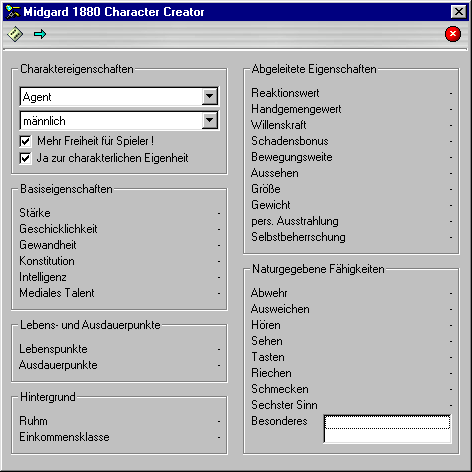 Midgard 1880 Character Creator
Charaktereigenschaften
Agent
männlich
Mehr Freiheit für Spieler !
Ja zur charakterlichen Eigenheit
Basiseigenschaften
Stärke -
Geschicklichkeit -
Gewandheit -
Konstitution -
Intelligenz -
Mediales Talent -
Lebens- und Ausdauerpunkte
Lebenspunkte -
Ausdauerpunkte -
Hintergrund
Ruhm -
Einkommensklasse -
Abgeleitete Eigenschaften
Reaktionswert -
Handgemengewert -
Willenskraft -
Schadensbonus -
Bewegungsweite -
Aussehen -
Größe -
Gewicht -
pers. Ausstrahlung -
Selbstbeherrschung -
Naturgegebene Fähigkeiten
Abwehr -
Ausweichen -
Hören -
Sehen -
Tasten -
Riechen -
Schmecken -
Sechster Sinn -
Besonderes